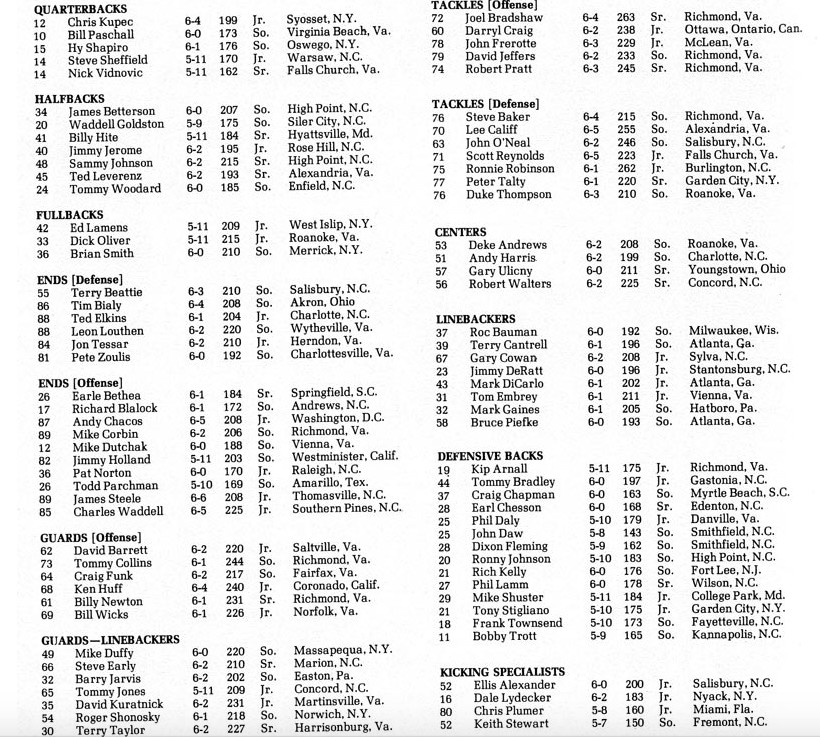 QUARTERBACKS
12 Chris Kupec 6-4 199 Jr. Syosset, N.Y.
10 Bill Paschall 6-0 173 So. Virginia Beach, Va.
15 Hy Shapiro 6-1 176 So. Oswego, N.Y.
14 Steve Sheffield 5-11 170 Jr. Warsaw, N.C.
14 Nick Vidnovic 5-11 162 Sr. Falls Church, Va.
HALFBACKS
34 James Betterson 6-0 207 So. High Point, N.C.
20 Waddell Goldston 5-9 175 So. Siler City, N.C.
41 Billy Hite 5-11 184 Sr. Hyattsville, Md.
40 Jimmy Jerome 6-2 195 Jr. Rose Hill, N.C.
48 Sammy Johnson 6-2 215 Sr. High Point, N.C.
45 Ted Leverenz 6-2 193 Sr. Alexandria, Va.
24 Tommy Woodard 6-0 185 So. Enfield, N.C.
FULLBACKS
42 Ed Lamens 5-11 209 Jr. West Islip, N.Y.
33 Dick Oliver 5-11 215 Jr. Roanoke, Va.
36 Brian Smith 6-0 210 So. Merrick, N.Y.
ENDS [Defense]
55 Terry Beattie 6-3 210 So. Salisbury, N.C.
86 Tim Bialy 6-4 208 So. Akron, Ohio
88 Ted Elkins 6-1 204 Jr. Charlotte, N.C.
88 Leon Louthen 6-2 220 So. Wytheville, Va.
84 Jon Tessar 6-2 210 Jr. Herndon, Va.
81 Pete Zoulis 6-0 192 So. Charlottesville, Va.
ENDS [Offense]
26 Earle Bethea 6-1 184 Sr. Springfield, S.C.
17 Richard Blalock 6-1 172 So. Andrews, N.C.
87 Andy Chacos 6-5 208 Jr. Washington, D.C.
89 Mike Corbin 6-2 206 So. Richmond, Va.
12 Mike Dutchak 6-0 188 So. Vienna, Va.
82 Jimmy Holland 5-11 203 So. Westminister, Calif.
36 Pat Norton 6-0 170 Jr. Raleigh, N.C.
26 Todd Parchman 5-10 169 So. Amarillo, Tex.
89 James Steele 6-6 208 Jr. Thomasville, N.C.
85 Charles Waddell 6-5 225 Jr. Southern Pines, N.C.
GUARDS [Offense]
62 David Barrett 6-2 220 Jr. Saltville, Va.
73 Tommy Collins 6-1 244 So. Richmond, Va.
64 Craig Funk 6-2 217 So. Fairfax, Va.
68 Ken Huff 6-4 240 Jr. Coronado, Calif.
61 Billy Newton 6-1 231 Sr. Richmond, Va.
69 Bill Wicks 6-1 226 Jr. Norfolk, Va.
GUARDS—LINEBACKERS
49 Mike Duffy 6-0 220 So. Massapequa, N.Y.
66 Steve Early 6-2 210 Sr. Marion, N.C.
32 Barry Jarvis 6-2 202 So. Easton, Pa.
65 Tommy Jones 5-11 209 Jr. Concord, N.C.
35 David Kuratnick 6-2 231 Jr. Martinsville, Va.
54 Roger Shonosky 6-1 218 So. Norwich, N.Y.
30 Terry Taylor 6-2 227 Sr. Harrisonburg, Va.
TACKLES [Offense]
72 Joel Bradshaw 6-4 263 Sr. Richmond, Va.
60 Darryl Craig 6-2 238 Jr. Ottawa, Ontario, Can.
78 John Frerotte 6-3 229 Jr. McLean, Va.
79 David Jeffers 6-2 233 So. Richmond, Va.
74 Robert Pratt 6-3 245 Sr. Richmond, Va.
TACKLES [Defense]
76 Steve Baker 6-4 215 So. Richmond, Va.
70 Lee Califf 6-5 255 So. Alexandria, Va.
63 John O'Neal 6-2 246 So. Salisbury, N.C.
71 Scott Reynolds 6-5 223 Jr. Falls Church, Va.
75 Ronnie Robinson 6-1 262 Jr. Burlington, N.C.
77 Peter Talty 6-1 220 Sr. Garden City, N.Y.
76 Duke Thompson 6-3 210 So. Roanoke, Va.
CENTERS
53 Deke Andrews 6-2 208 So. Roanoke, Va.
51 Andy Harris 6-2 199 So. Charlotte, N.C.
57 Gary Ulicny 6-0 211 Sr. Youngstown, Ohio
56 Robert Walters 6-2 225 Sr. Concord, N.C.
LINEBACKERS
37 Roc Bauman 6-0 192 So. Milwaukee, Wis.
39 Terry Cantrell 6-1 196 So. Atlanta, Ga.
67 Gary Cowan 6-2 208 Jr. Sylva, N.C.
23 Jimmy DeRatt 6-0 196 Jr. Stantonsburg, N.C.
43 Mark DiCarlo 6-1 202 Jr. Atlanta, Ga.
31 Tom Embrey 6-1 211 Jr. Vienna, Va.
32 Mark Gaines 6-1 205 So. Hatboro, Pa.
58 Bruce Piefke 6-0 193 So. Atlanta, Ga.
DEFENSIVE BACKS
19 Kip Arnall 5-11 175 Jr. Richmond, Va.
44 Tommy Bradley 6-0 197 Jr. Gastonia, N.C.
37 Craig Chapman 6-0 163 So. Myrtle Beach, S.C.
28 Earl Chesson 6-0 168 Sr. Edenton, N.C.
25 Phil Daly 5-10 179 Jr. Danville, Va.
25 John Daw 5-8 143 So. Smithfield, N.C.
28 Dixon Fleming 5-9 162 So. Smithfield, N.C.
20 Ronny Johnson 5-10 183 So. High Point, N.C.
21 Rich Kelly 6-0 176 So. Fort Lee, N.J.
27 Phil Lamm 6-0 178 Sr. Wilson, N.C.
29 Mike Shuster 5-11 184 Jr. College Park, Md.
21 Tony Stigliano 5-10 175 Jr. Garden City, N.Y.
18 Frank Townsend 5-10 173 So. Fayetteville, N.C.
11 Bobby Trott 5-9 165 So. Kannapolis, N.C.
KICKING SPECIALISTS
52 Ellis Alexander 6-0 200 Jr. Salisbury, N.C.
16 Dale Lydecker 6-2 183 Jr. Nyack, N.Y.
80 Chris Plumer 5-8 160 Jr. Miami, Fla.
52 Keith Stewart 5-7 150 So. Fremont, N.C.